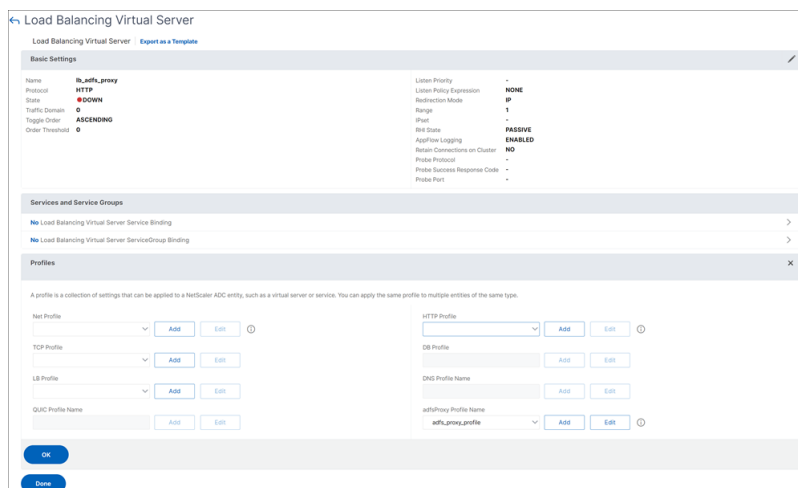 Load Balancing Virtual Server
Load Balancing Virtual Server Export as a Template
Basic Settings
Name lb_adfs_proxy
Protocol HTTP
State DOWN
Traffic Domain 0
Toggle Order ASCENDING
Order Threshold 0
Listen Priority -
Listen Policy Expression NONE
Redirection Mode IP
Range 1
IPset -
RHI State PASSIVE
AppFlow Logging ENABLED
Retain Connections on Cluster NO
Probe Protocol -
Probe Success Response Code -
Probe Port -
Services and Service Groups
No Load Balancing Virtual Server Service Binding
No Load Balancing Virtual Server ServiceGroup Binding
Profiles
A profile is a collection of settings that can be applied to a NetScaler ADC entity, such as a virtual server or service. You can apply the same profile to multiple entities of the same type.
Net Profile
Add Edit
TCP Profile
Add Edit
LB Profile
Add Edit
QUIC Profile Name
Add Edit
HTTP Profile
Add Edit
DB Profile
Add Edit
DNS Profile Name
Add Edit
adfsProxy Profile Name
adfs_proxy_profile Add Edit
OK
Done